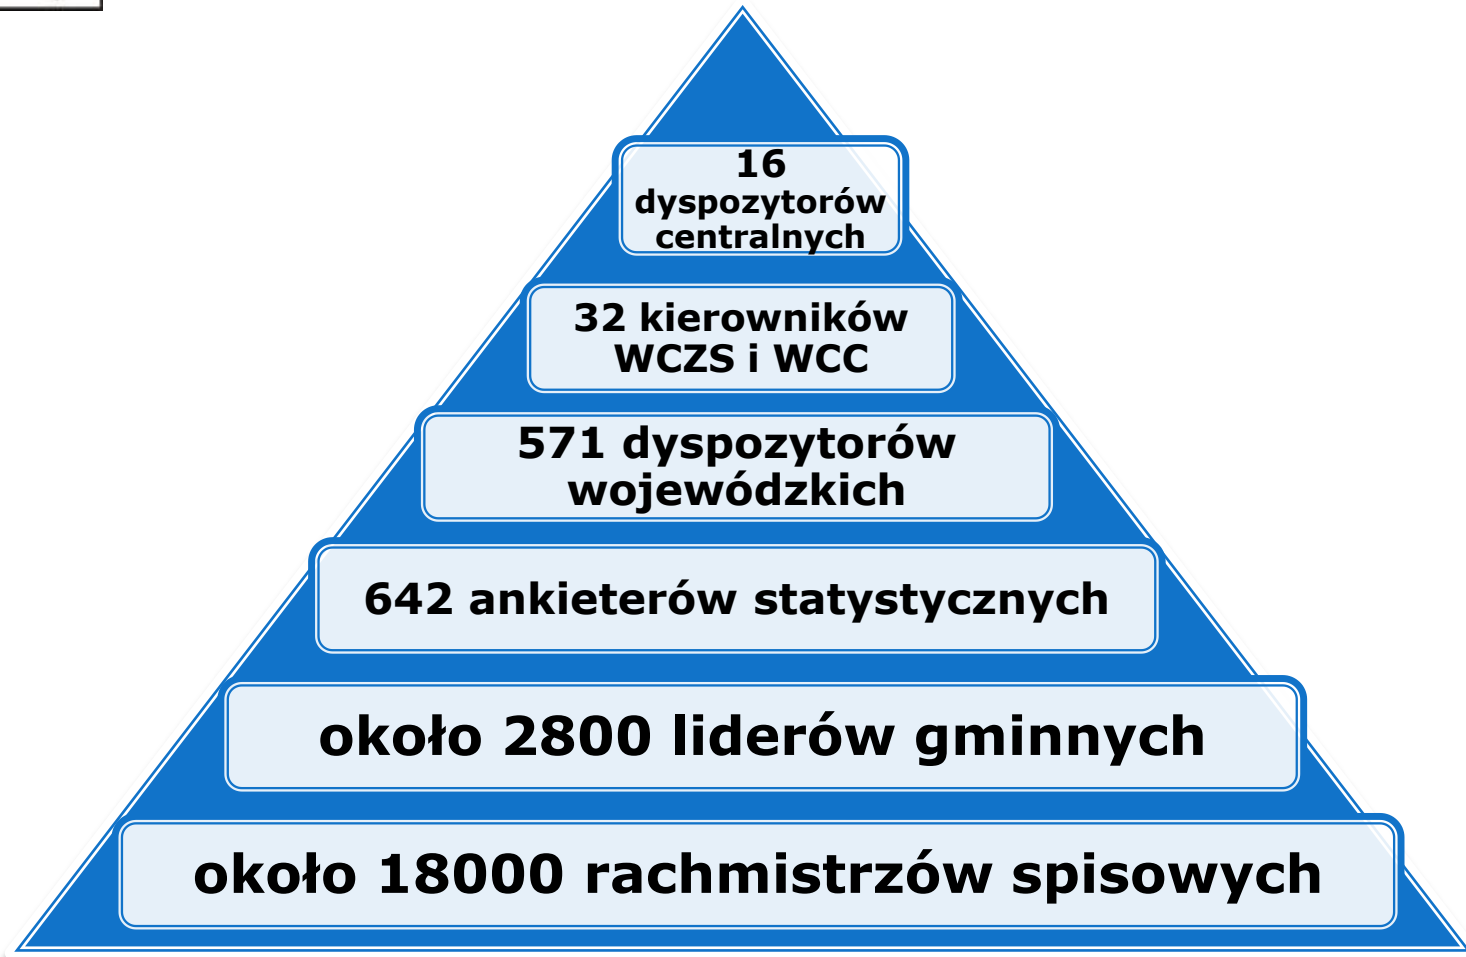 16
dyspozytorów
centralnych
32 kierowników
WCZS i WCC
571 dyspozytorów
wojewódzkich
642 ankieterów statystycznych
około 2800 liderów gminnych
około 18000 rachmistrzów spisowych